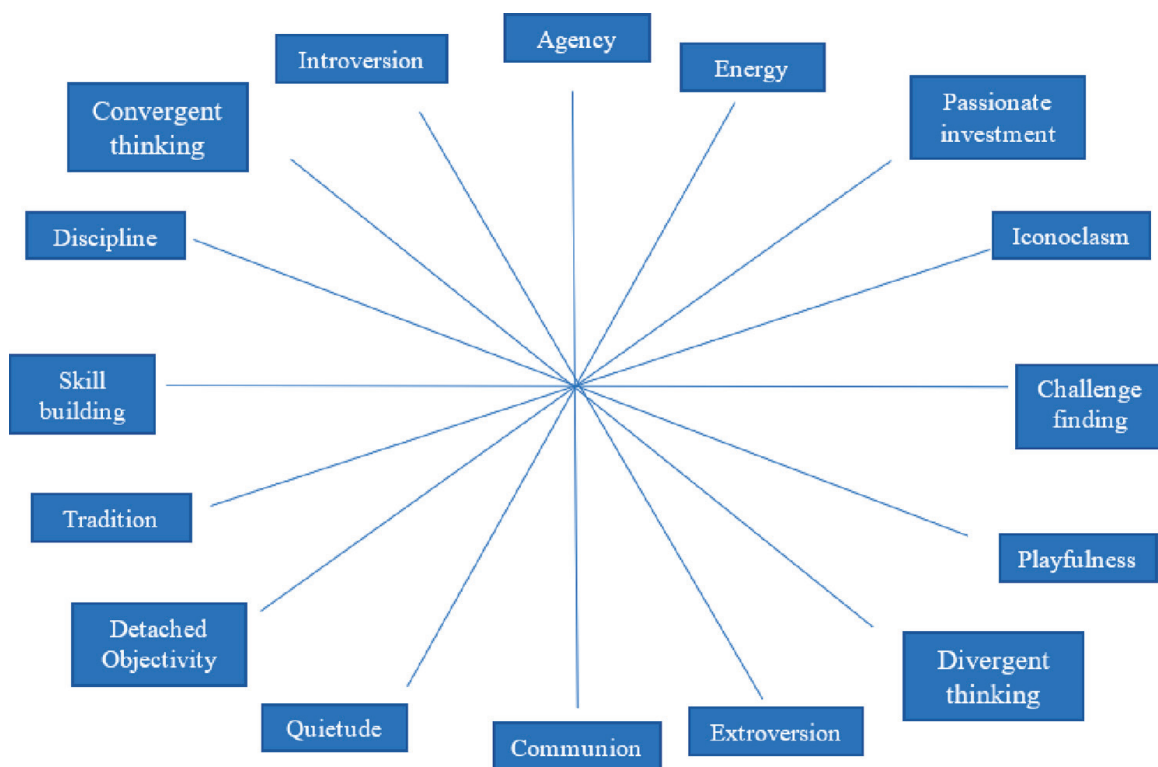 Agency
Introversion
Energy
Convergent
thinking
Passionate
investment
Discipline
Iconoclasm
Skill
building
Challenge
finding
Tradition
Playfulness
Detached
Objectivity
Divergent
thinking
Quietude
Communion
Extroversion